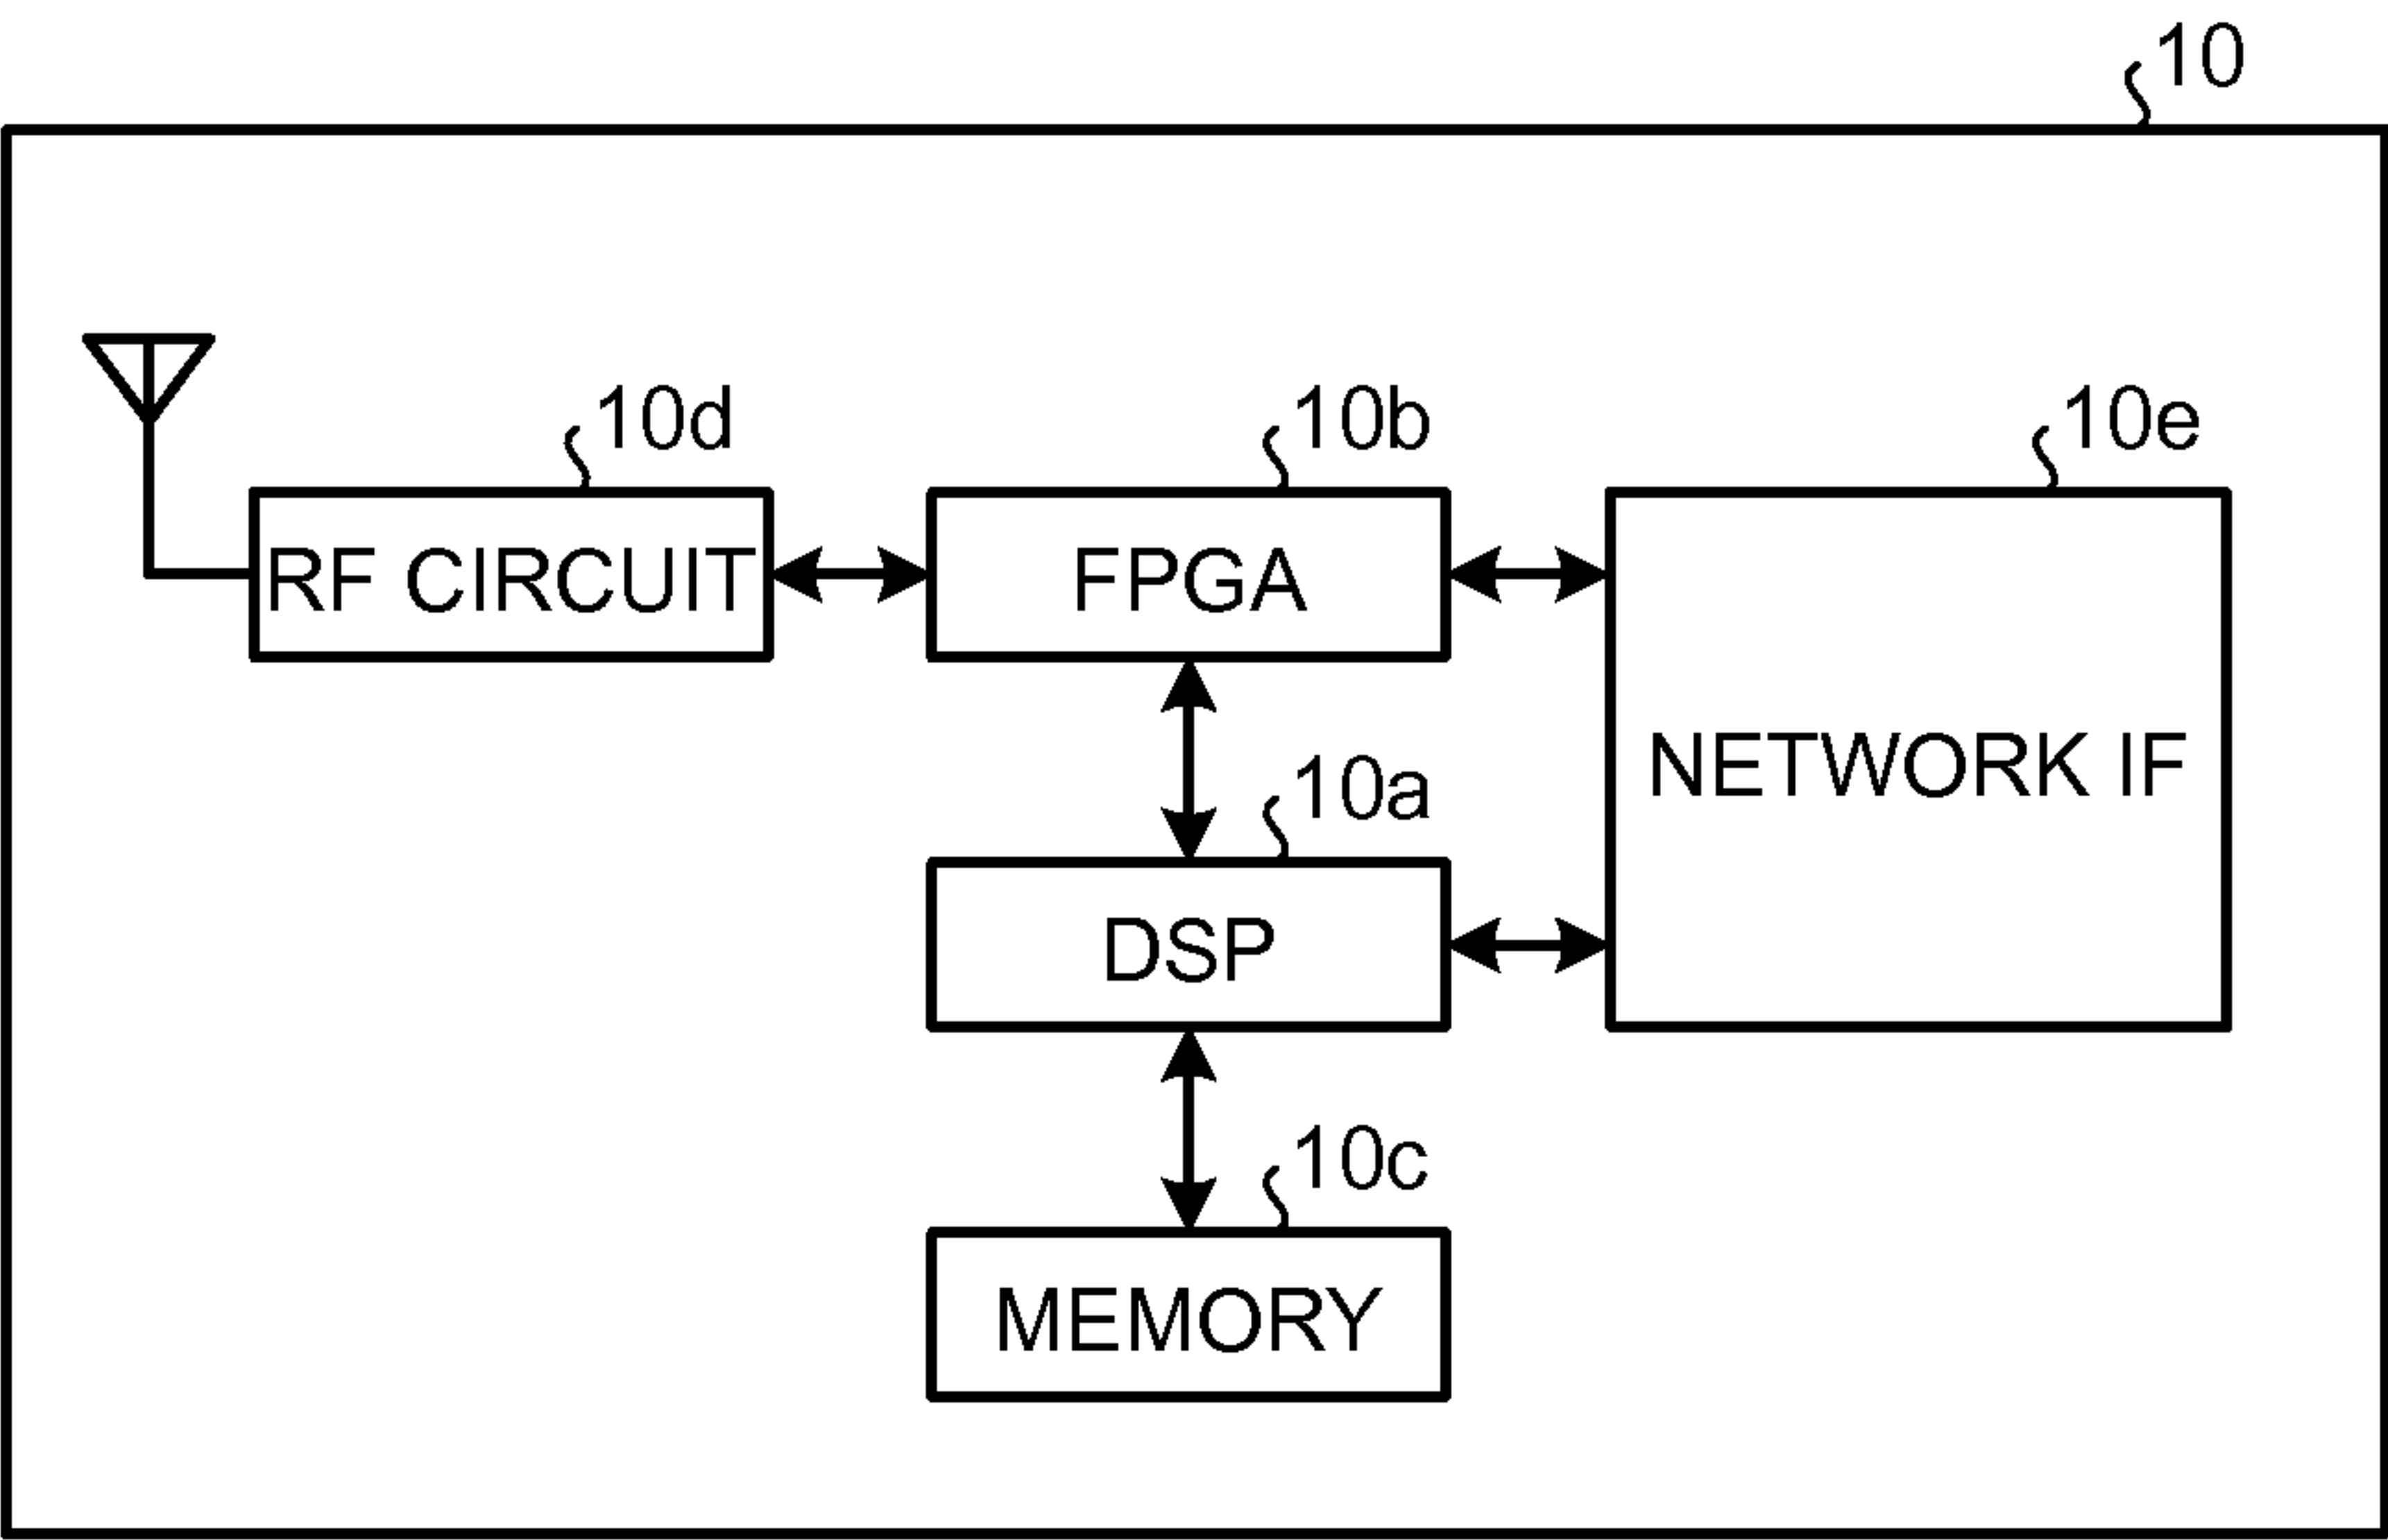 10
10d
10b
10e
RF CIRCUIT
FPGA
NETWORK IF
10a
DSP
10c
MEMORY